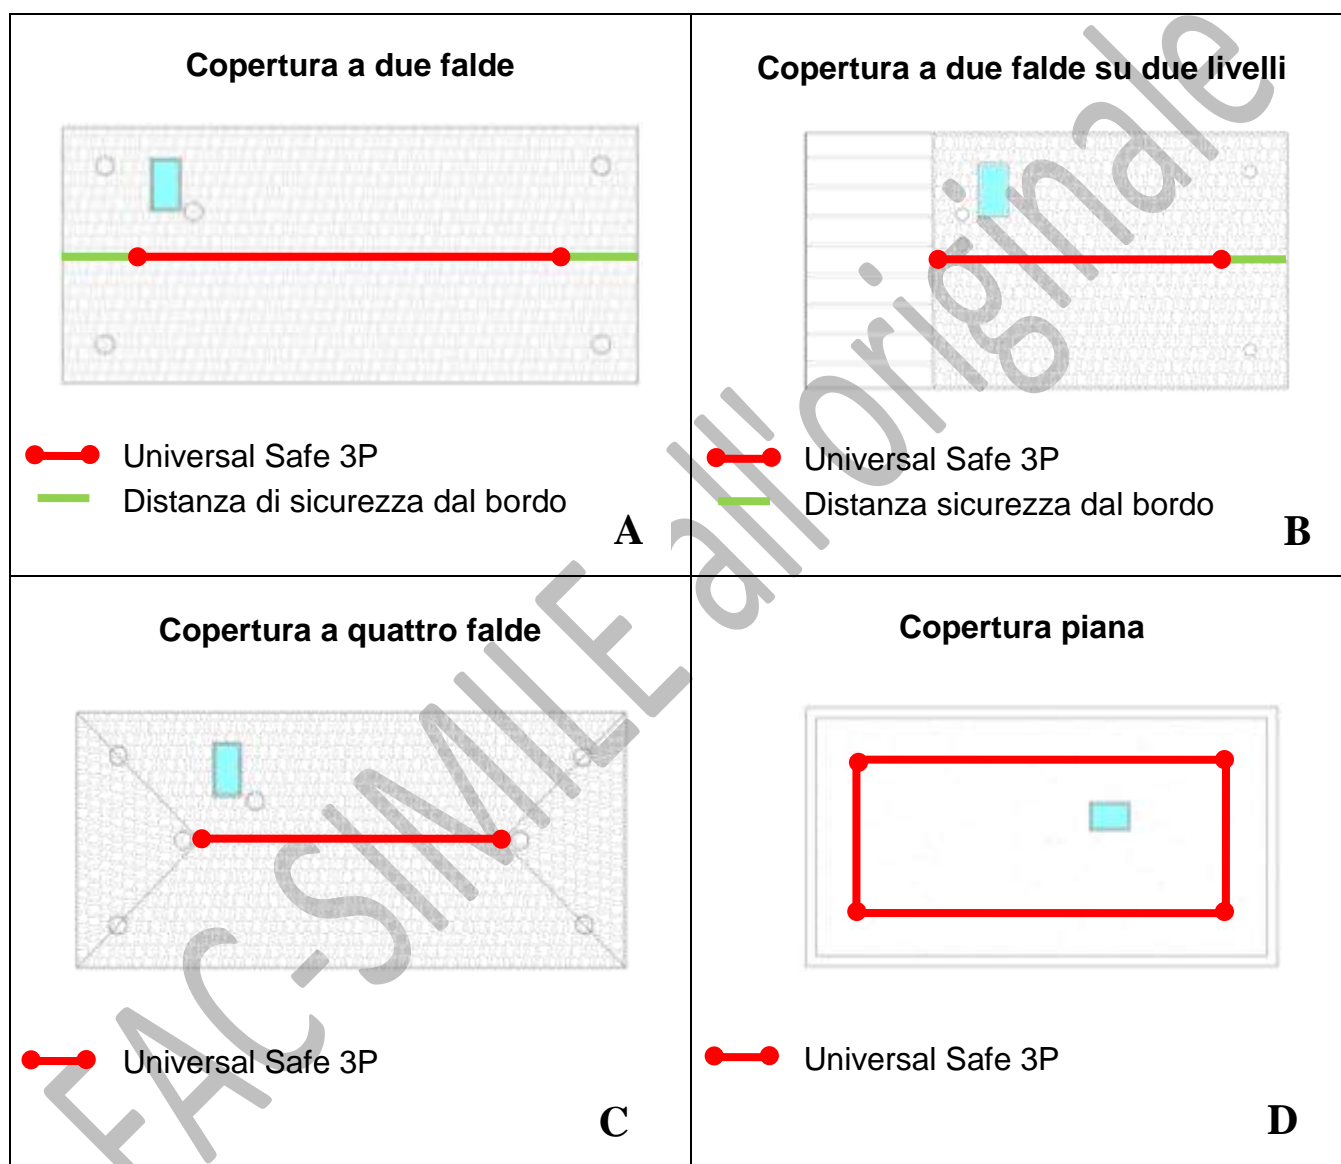 Copertura a due falde
Universal Safe 3P
Distanza di sicurezza dal bordo
A
Copertura a due falde su due livelli
Universal Safe 3P
Distanza sicurezza dal bordo
B
Copertura a quattro falde
Universal Safe 3P
C
Copertura piana
Universal Safe 3P
D
FAC-SIMILE all'originale